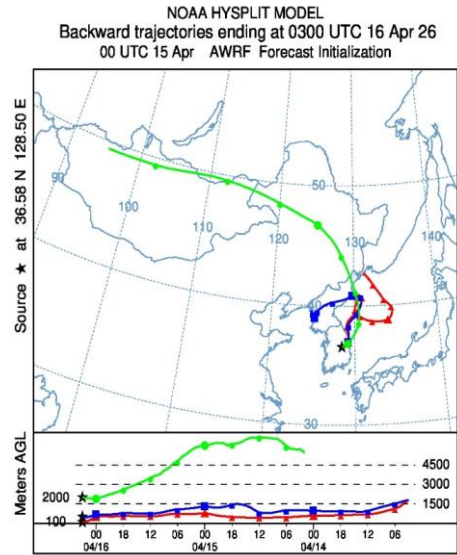 NOAA HYSPLIT MODEL
Backward trajectories ending at 0300 UTC 16 Apr 26
00 UTC 15 Apr AWRF Forecast Initialization
Source ★ at 36.58 N 128.50 E
90
100
110
120
130
140
50
40
30
Meters AGL
4500
3000
2000
1500
100
00 18 12 06 00 18 12 06 00 18 12 06
04/16 04/15 04/14